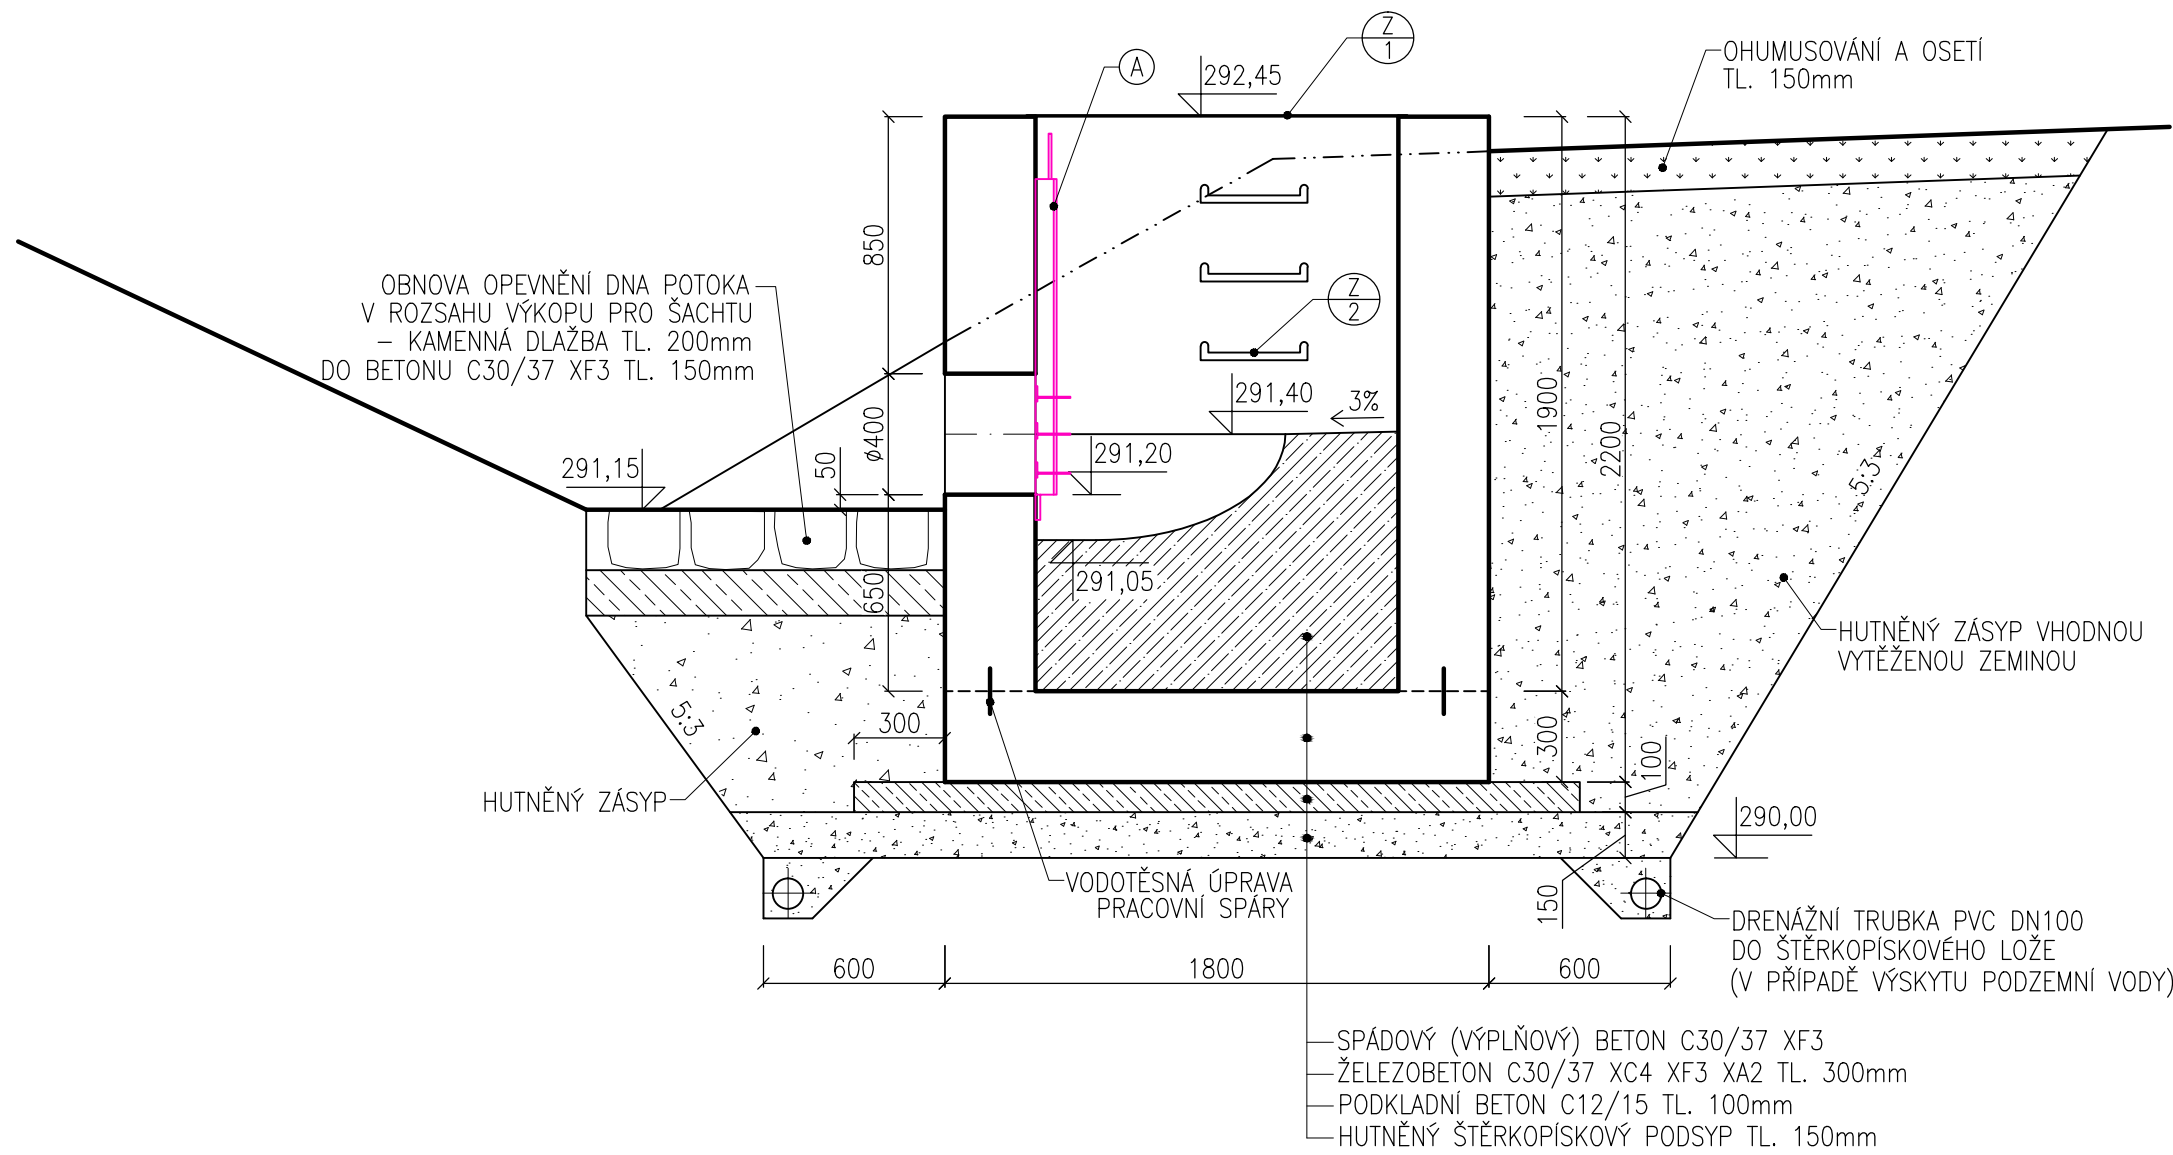 Z
1
A
292,45
OHUMUSOVÁNÍ A OSETÍ
TL. 150mm
850
OBNOVA OPEVNĚNÍ DNA POTOKA
V ROZSAHU VÝKOPU PRO ŠACHTU
– KAMENNÁ DLAŽBA TL. 200mm
DO BETONU C30/37 XF3 TL. 150mm
Z
2
291,40
3%
1900
2200
ø400
50
291,15
291,20
5:3
291,05
650
HUTNĚNÝ ZÁSYP VHODNOU
VYTĚŽENOU ZEMINOU
5:3
300
300
100
HUTNĚNÝ ZÁSYP
290,00
VODOTĚSNÁ ÚPRAVA
PRACOVNÍ SPÁRY
150
DRENÁŽNÍ TRUBKA PVC DN100
DO ŠTĚRKOPÍSKOVÉHO LOŽE
(V PŘÍPADĚ VÝSKYTU PODZEMNÍ VODY)
600
1800
600
SPÁDOVÝ (VÝPLŇOVÝ) BETON C30/37 XF3
ŽELEZOBETON C30/37 XC4 XF3 XA2 TL. 300mm
PODKLADNÍ BETON C12/15 TL. 100mm
HUTNĚNÝ ŠTĚRKOPÍSKOVÝ PODSYP TL. 150mm